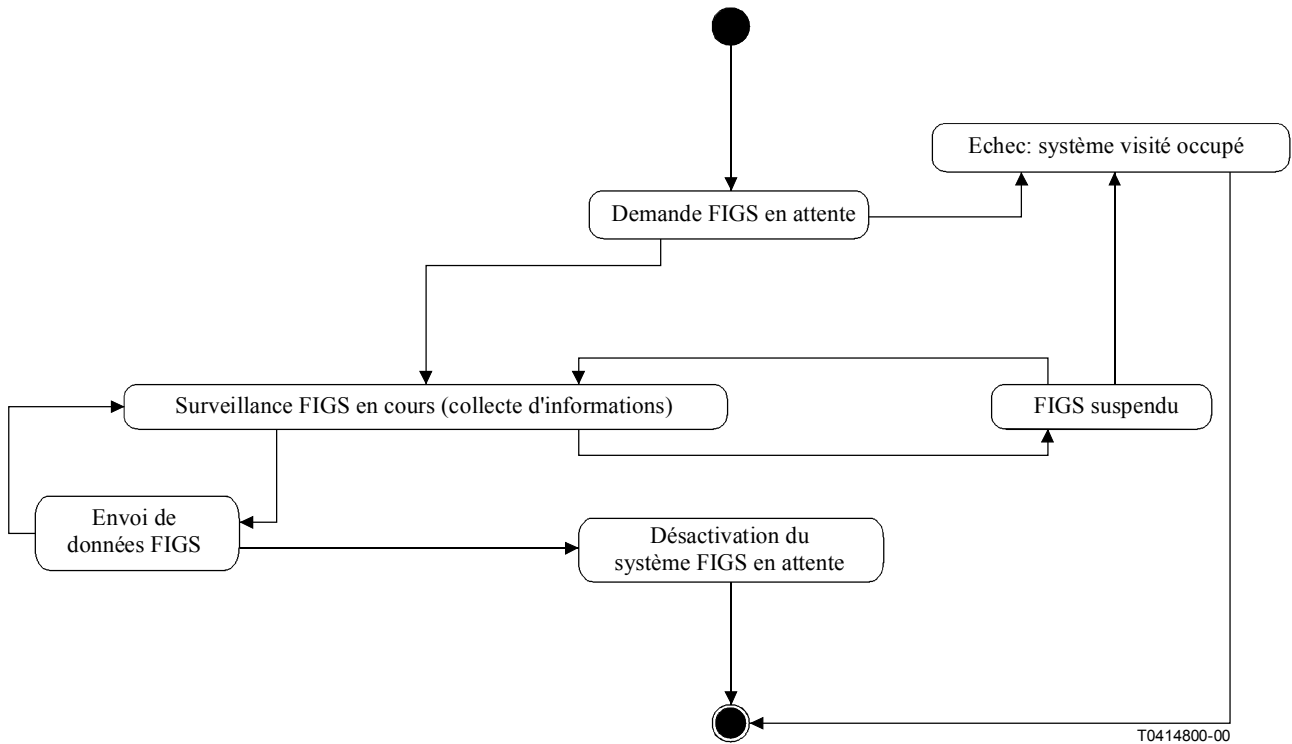 Echec: système visité occupé
Demande FIGS en attente
Surveillance FIGS en cours (collecte d'informations)
FIGS suspendu
Envoi de
données FIGS
Désactivation du
système FIGS en attente
T0414800-00